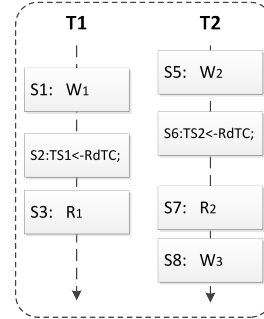 T1 T2
S1: W1
S2:TS1<-RdTC;
S3: R1
S5: W2
S6:TS2<-RdTC;
S7: R2
S8: W3